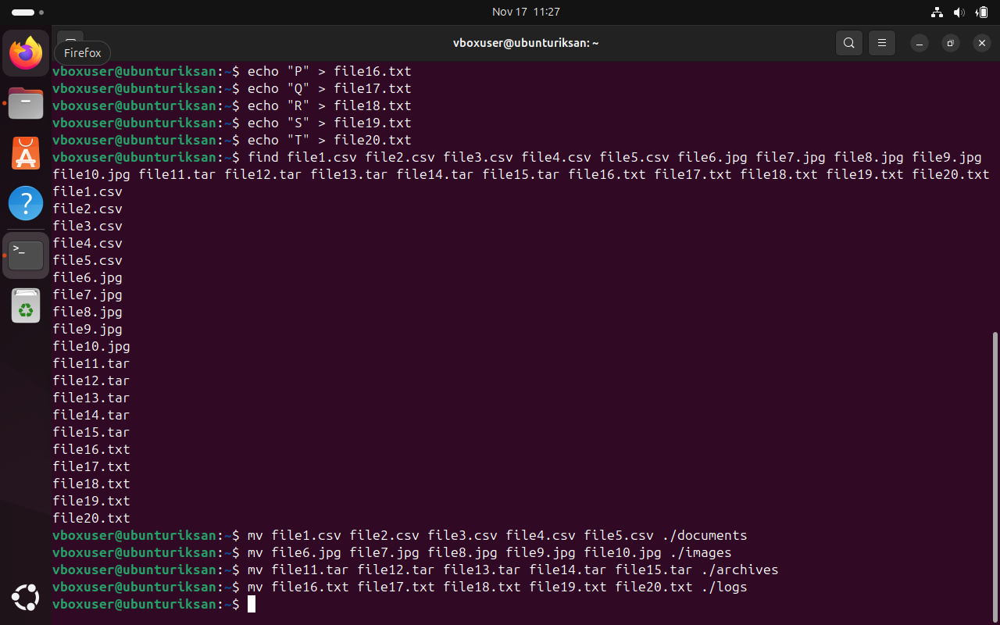 Nov 17 11:27
vboxuser@ubunturiksan: ~
Firefox
vboxuser@ubunturiksan:~$ echo "P" > file16.txt
vboxuser@ubunturiksan:~$ echo "Q" > file17.txt
vboxuser@ubunturiksan:~$ echo "R" > file18.txt
vboxuser@ubunturiksan:~$ echo "S" > file19.txt
vboxuser@ubunturiksan:~$ echo "T" > file20.txt
vboxuser@ubunturiksan:~$ find file1.csv file2.csv file3.csv file4.csv file5.csv file6.jpg file7.jpg file8.jpg file9.jpg
file10.jpg file11.tar file12.tar file13.tar file14.tar file15.tar file16.txt file17.txt file18.txt file19.txt file20.txt
file1.csv
file2.csv
file3.csv
file4.csv
file5.csv
file6.jpg
file7.jpg
file8.jpg
file9.jpg
file10.jpg
file11.tar
file12.tar
file13.tar
file14.tar
file15.tar
file16.txt
file17.txt
file18.txt
file19.txt
file20.txt
vboxuser@ubunturiksan:~$ mv file1.csv file2.csv file3.csv file4.csv file5.csv ./documents
vboxuser@ubunturiksan:~$ mv file6.jpg file7.jpg file8.jpg file9.jpg file10.jpg ./images
vboxuser@ubunturiksan:~$ mv file11.tar file12.tar file13.tar file14.tar file15.tar ./archives
vboxuser@ubunturiksan:~$ mv file16.txt file17.txt file18.txt file19.txt file20.txt ./logs
vboxuser@ubunturiksan:~$